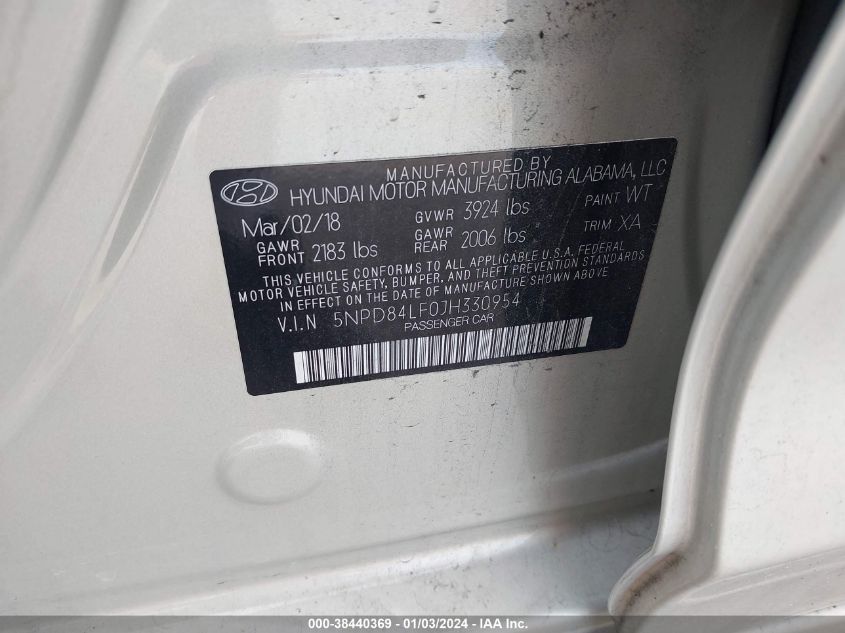 MANUFACTURED BY
HYUNDAI MOTOR MANUFACTURING ALABAMA, LLC
Mar/02/18 GVWR 3924 lbs PAINT WT
GAWR FRONT 2183 lbs GAWR REAR 2006 lbs TRIM XA
THIS VEHICLE CONFORMS TO ALL APPLICABLE U.S.A. FEDERAL
MOTOR VEHICLE SAFETY, BUMPER, AND THEFT PREVENTION STANDARDS
IN EFFECT ON THE DATE OF MANUFACTURE SHOWN ABOVE
V.I.N 5NPD84LF0JH330954
PASSENGER CAR
000-38440369 - 01/03/2024 - IAA Inc.